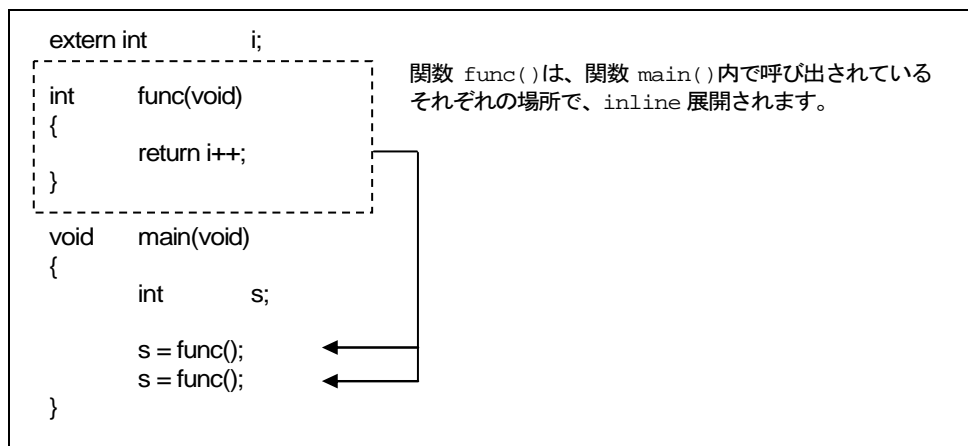 extern int i;
int func(void)
{
return i++;
}
関数 func()は、関数 main()内で呼び出されている
それぞれの場所で、inline 展開されます。
void main(void)
{
int s;
s = func();
s = func();
}